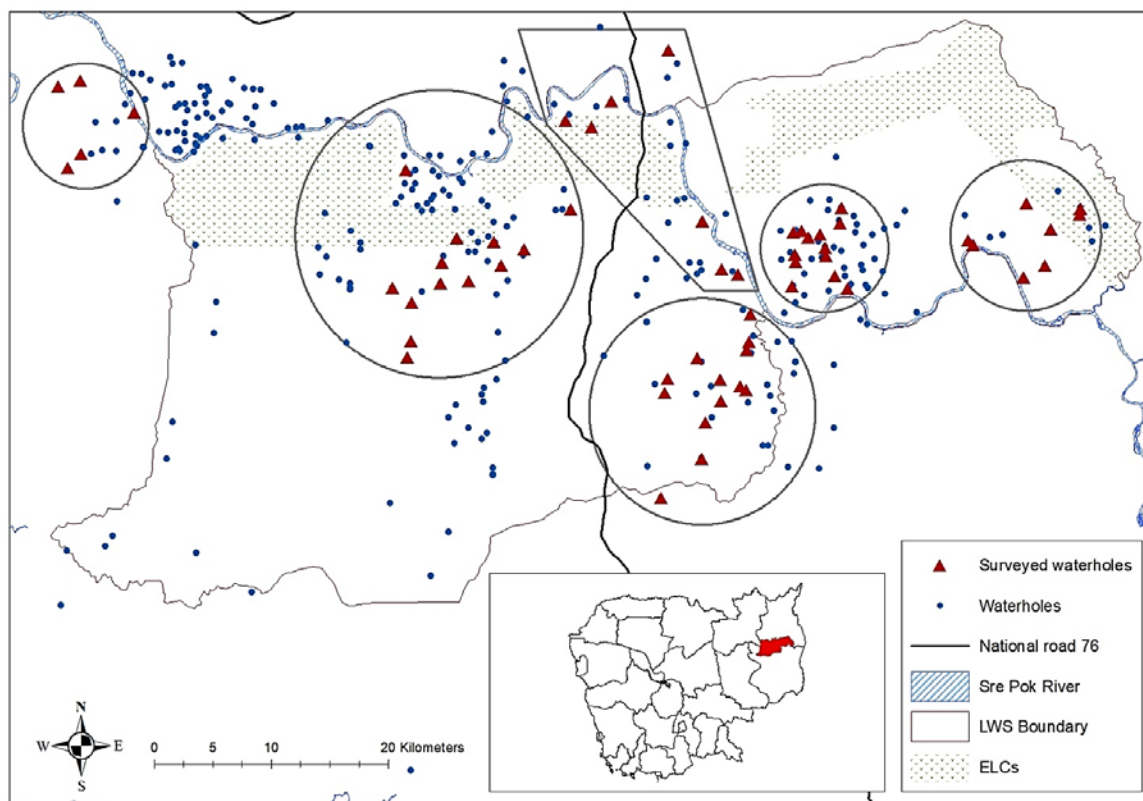 Surveyed waterholes
Waterholes
National road 76
Sre Pok River
LWS Boundary
ELCs
N
W E
S
0 5 10 20 Kilometers